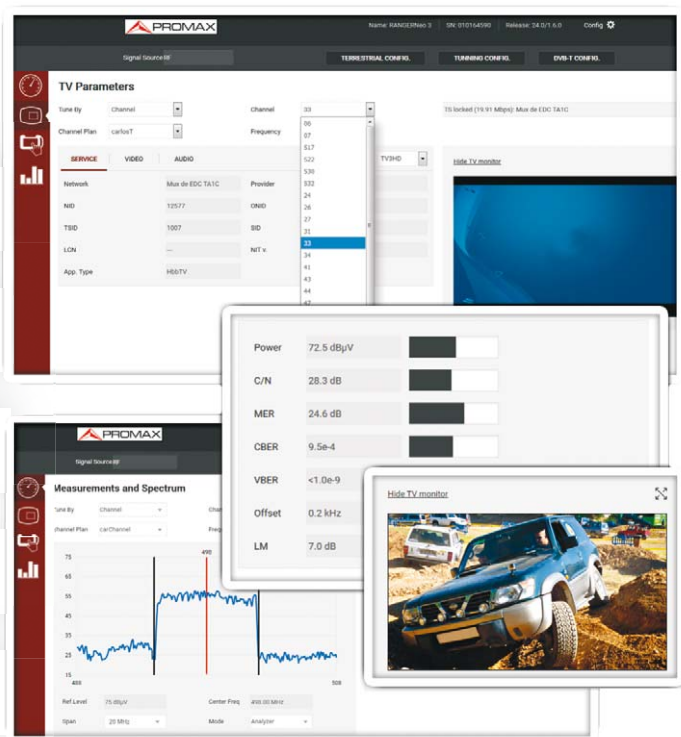 PROMAX
Name: RANGERNeo 3 SN: 010164590 Release: 24.0/1.6.0 Config
Signal Source RF
TERRESTRIAL CONFIG. TUNNING CONFIG. DVB-T CONFIG.
TV Parameters
Tune By Channel Channel 33 TS locked (19.91 Mbps): Mux de EDC TA1C
Channel Plan carlosT Frequency
06
07
S17
S22
S30
S32
24
26
27
31
33
34
41
43
44
47
SERVICE VIDEO AUDIO TV3HD Hide TV monitor
Network Mux de EDC TA1C Provider
NID 12577 ONID
TSID 1007 SID
LCN --- NIT v.
App. Type HbbTV
Power 72.5 dBµV
C/N 28.3 dB
MER 24.6 dB
CBER 9.5e-4
VBER <1.0e-9
Offset 0.2 kHz
LM 7.0 dB
Hide TV monitor
PROMAX
Signal Source RF
Measurements and Spectrum
Tune By Channel
Channel Plan carChannel
490
75
65
55
45
35
25
15
480 500
Ref.Level 75 dBµV Center Freq 490.00 MHz
Span 20 MHz Mode Analyzer